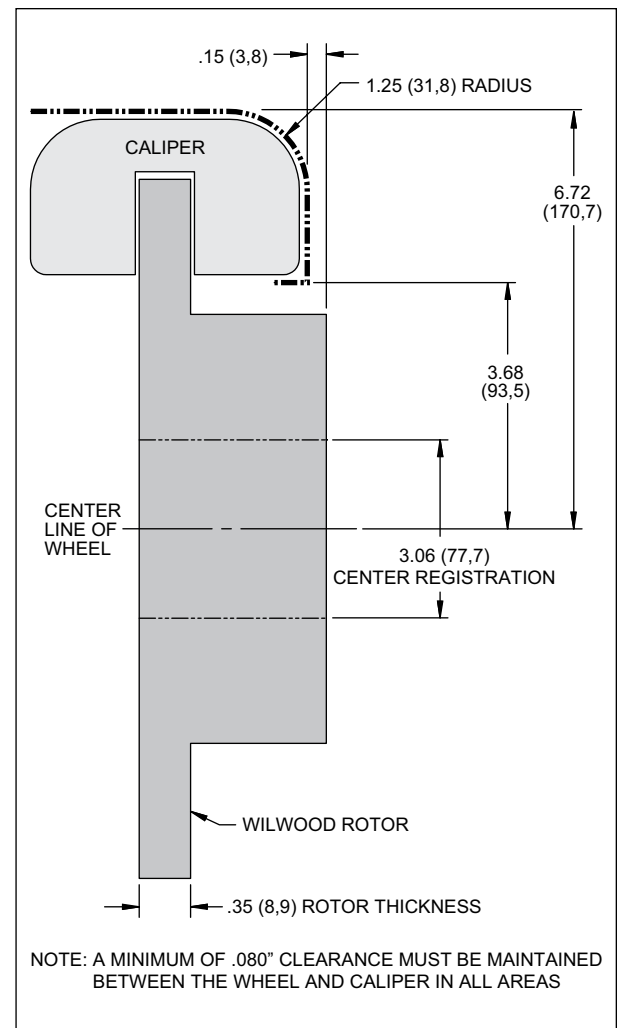 .15 (3,8)
1.25 (31,8) RADIUS
CALIPER
6.72
(170,7)
3.68
(93,5)
CENTER
LINE OF
WHEEL
3.06 (77,7)
CENTER REGISTRATION
WILWOOD ROTOR
.35 (8,9) ROTOR THICKNESS
NOTE: A MINIMUM OF .080” CLEARANCE MUST BE MAINTAINED
BETWEEN THE WHEEL AND CALIPER IN ALL AREAS